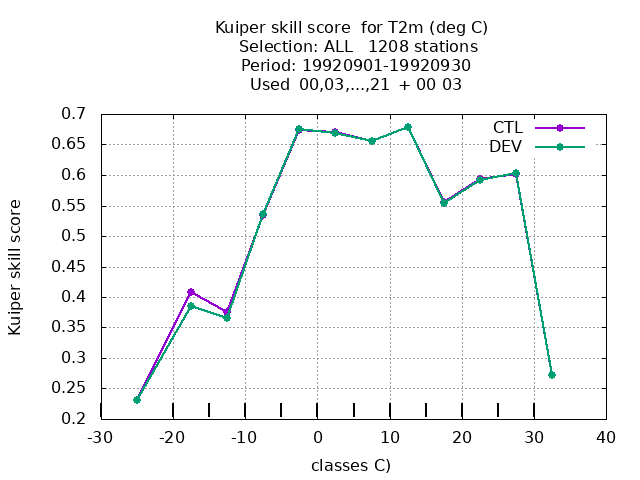 Kuiper skill score  for T2m (deg C)
Selection: ALL   1208 stations
Period: 19920901-19920930
Used  00,03,...,21  + 00 03
CTL
DEV
0.7
0.65
0.6
0.55
0.5
0.45
0.4
0.35
0.3
0.25
0.2
Kuiper skill score
-30 -20 -10 0 10 20 30 40
classes C)